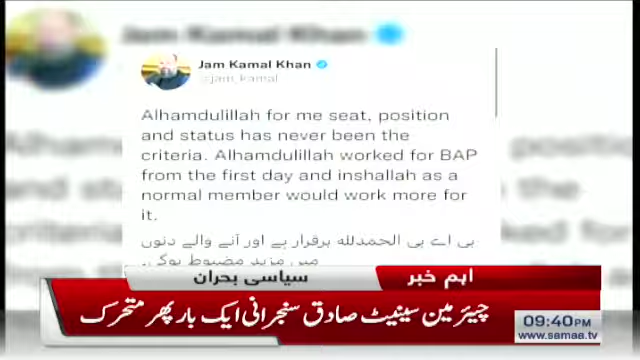 Jam Kamal Khan
Jam Kamal Khan
@jam_kamal
Alhamdulillah for me seat, position
and status has never been the
criteria. Alhamdulillah worked for BAP
from the first day and inshallah as a
normal member would work more for
it.
بی اے پی الحمدلله برقرار ہے اور آنے والے دنوں
میں مزید مضبوط ہوگی۔
اہم خبر
سیاسی بحران
چیئرمین سینیٹ صادق سنجرانی ایک بار پھر متحرک
09:40PM
www.samaa.tv